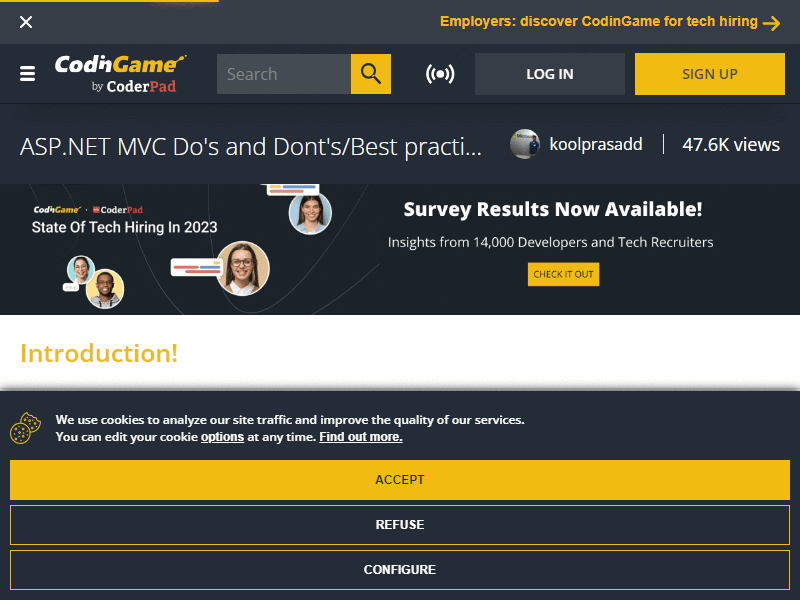 Employers: discover CodinGame for tech hiring
CodinGame
by CoderPad
Search
LOG IN
SIGN UP
ASP.NET MVC Do's and Dont's/Best practi...
koolprasadd
47.6K views
CodinGame · CoderPad
State Of Tech Hiring In 2023
Survey Results Now Available!
Insights from 14,000 Developers and Tech Recruiters
CHECK IT OUT
Introduction!
We use cookies to analyze our site traffic and improve the quality of our services.
You can edit your cookie options at any time. Find out more.
ACCEPT
REFUSE
CONFIGURE